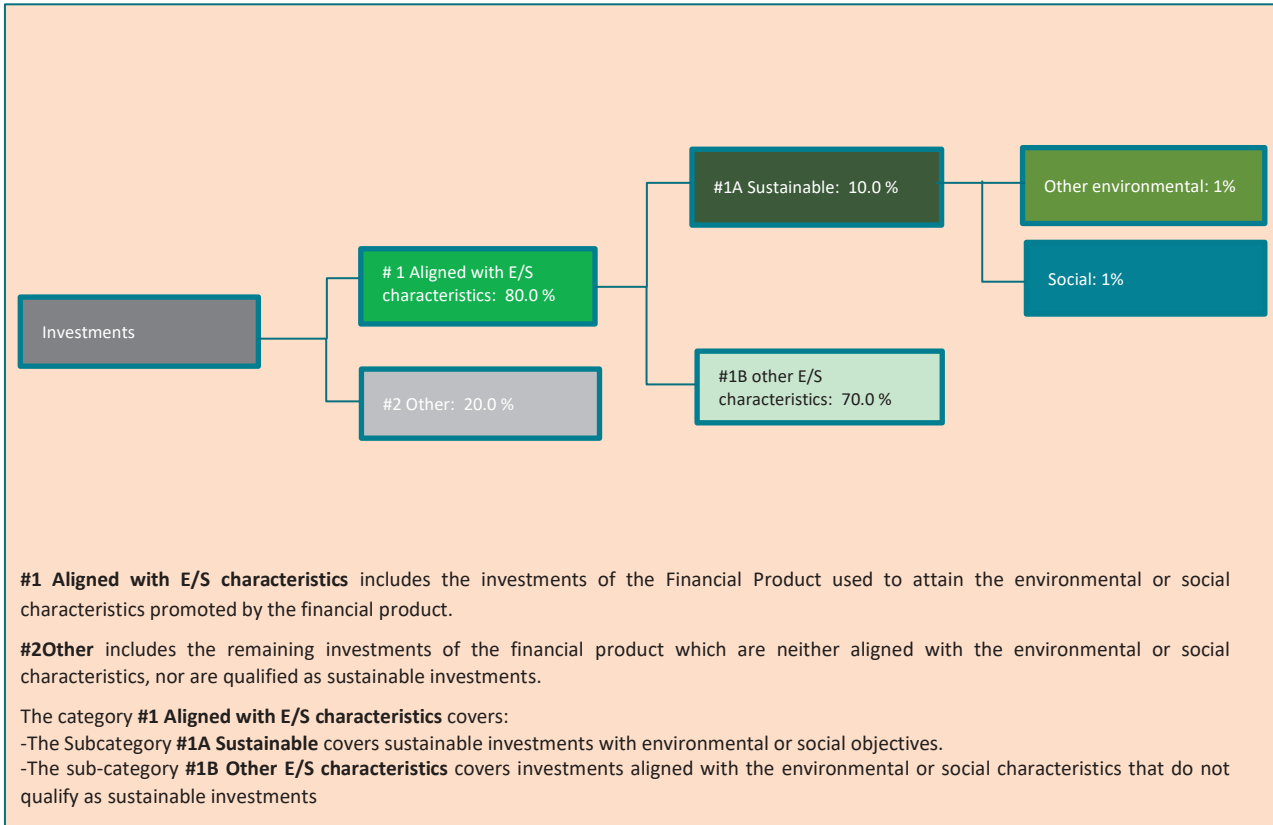 #1A Sustainable: 10.0 %
Other environmental: 1%
# 1 Aligned with E/S
characteristics: 80.0 %
Social: 1%
Investments
#1B other E/S
characteristics: 70.0 %
#2 Other: 20.0 %
#1 Aligned with E/S characteristics includes the investments of the Financial Product used to attain the environmental or social
characteristics promoted by the financial product.
#2Other includes the remaining investments of the financial product which are neither aligned with the environmental or social
characteristics, nor are qualified as sustainable investments.
The category #1 Aligned with E/S characteristics covers:
-The Subcategory #1A Sustainable covers sustainable investments with environmental or social objectives.
-The sub-category #1B Other E/S characteristics covers investments aligned with the environmental or social characteristics that do not
qualify as sustainable investments